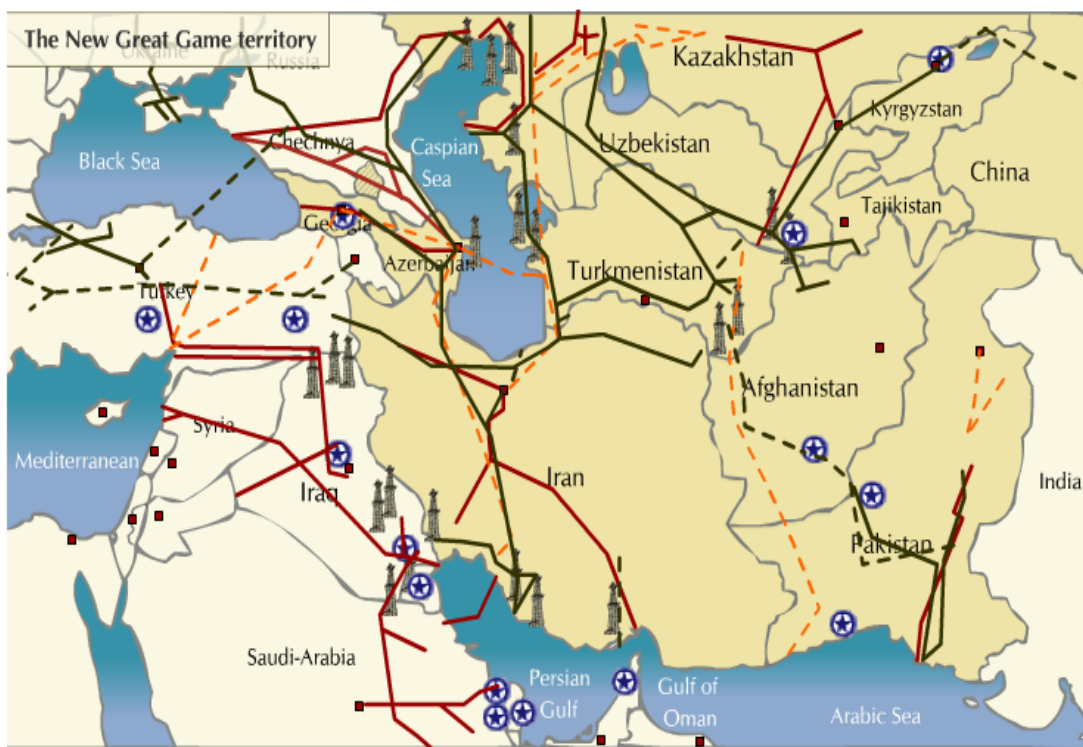 The New Great Game territory
Ukraine
Russia
Kazakhstan
Kyrgyzstan
Black Sea
Chechnya
Caspian
Sea
Uzbekistan
China
Tajikistan
Georgia
Azerbaijan
Turkmenistan
Turkey
Afghanistan
Syria
Mediterranean
Iraq
Iran
India
Pakistan
Saudi-Arabia
Persian
Gulf
Gulf of
Oman
Arabic Sea